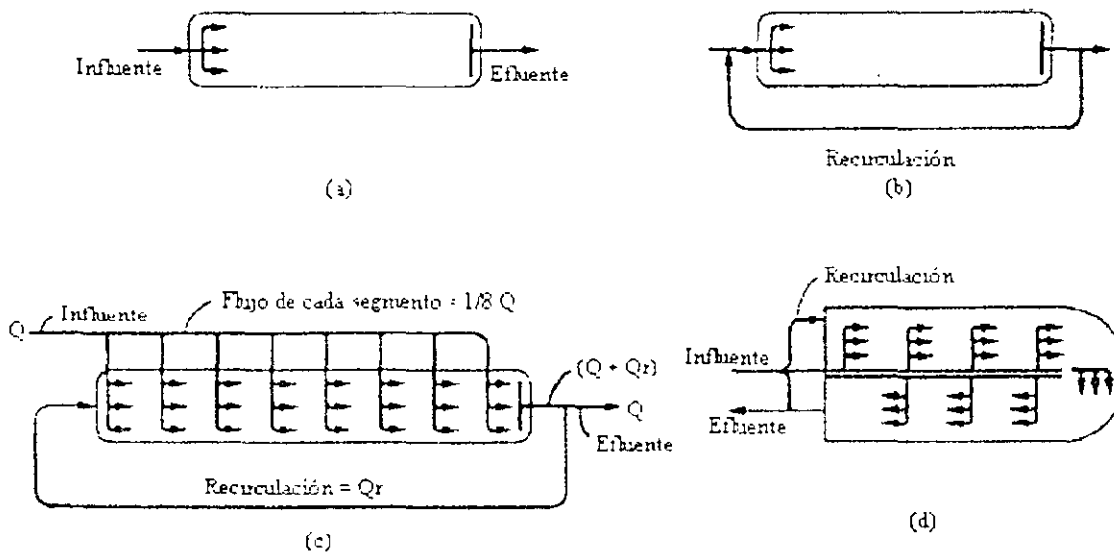 Influente
Efluente
(a)
Recirculación
(b)
Recirculación
Q
Influente
Flujo de cada segmento = 1/8 Q
(Q + Qr)
Q
Efluente
Recirculación = Qr
(c)
Influente
Efluente
(d)